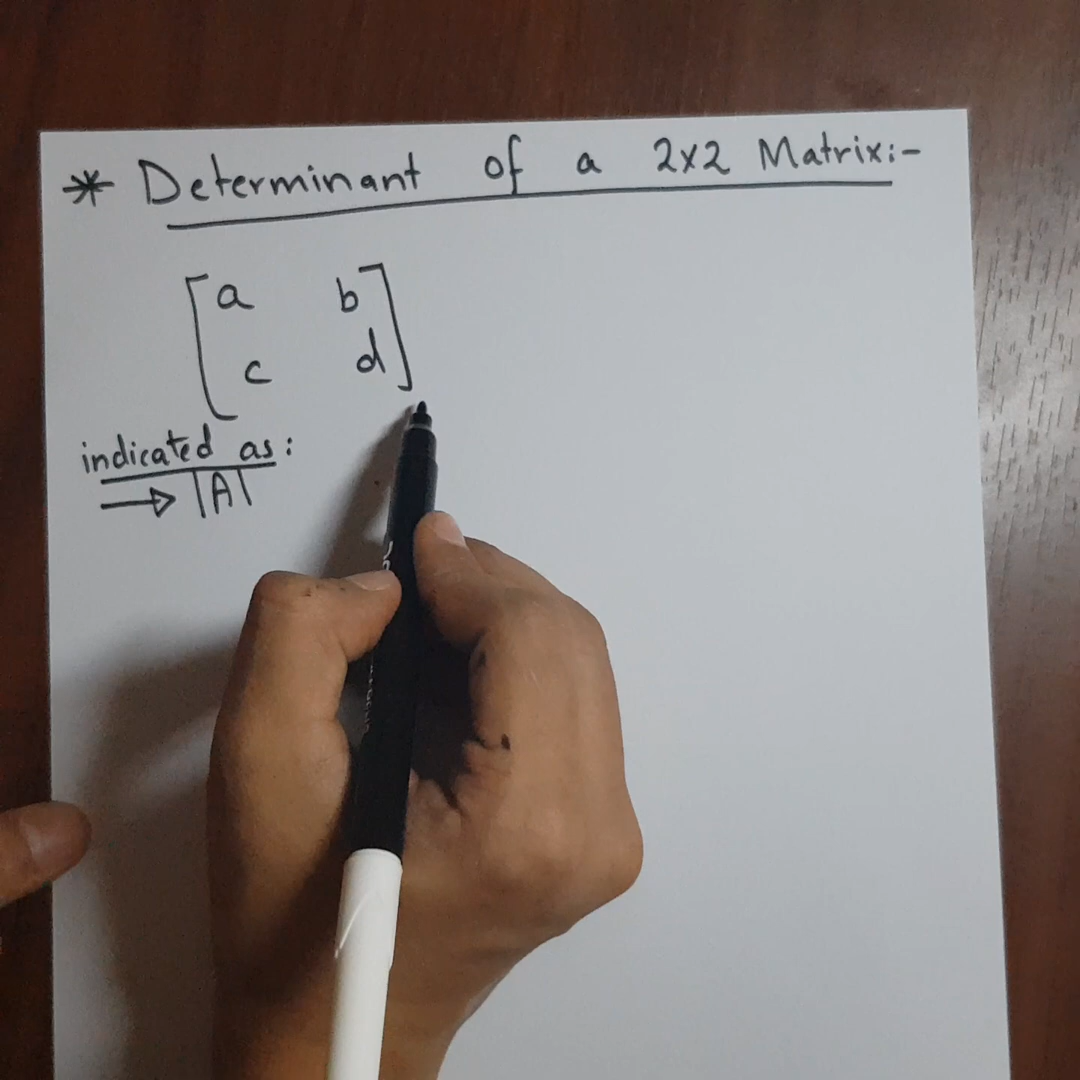 * Determinant of a 2x2 Matrix:-
[a b
c d]
indicated as:
⇒ |A|